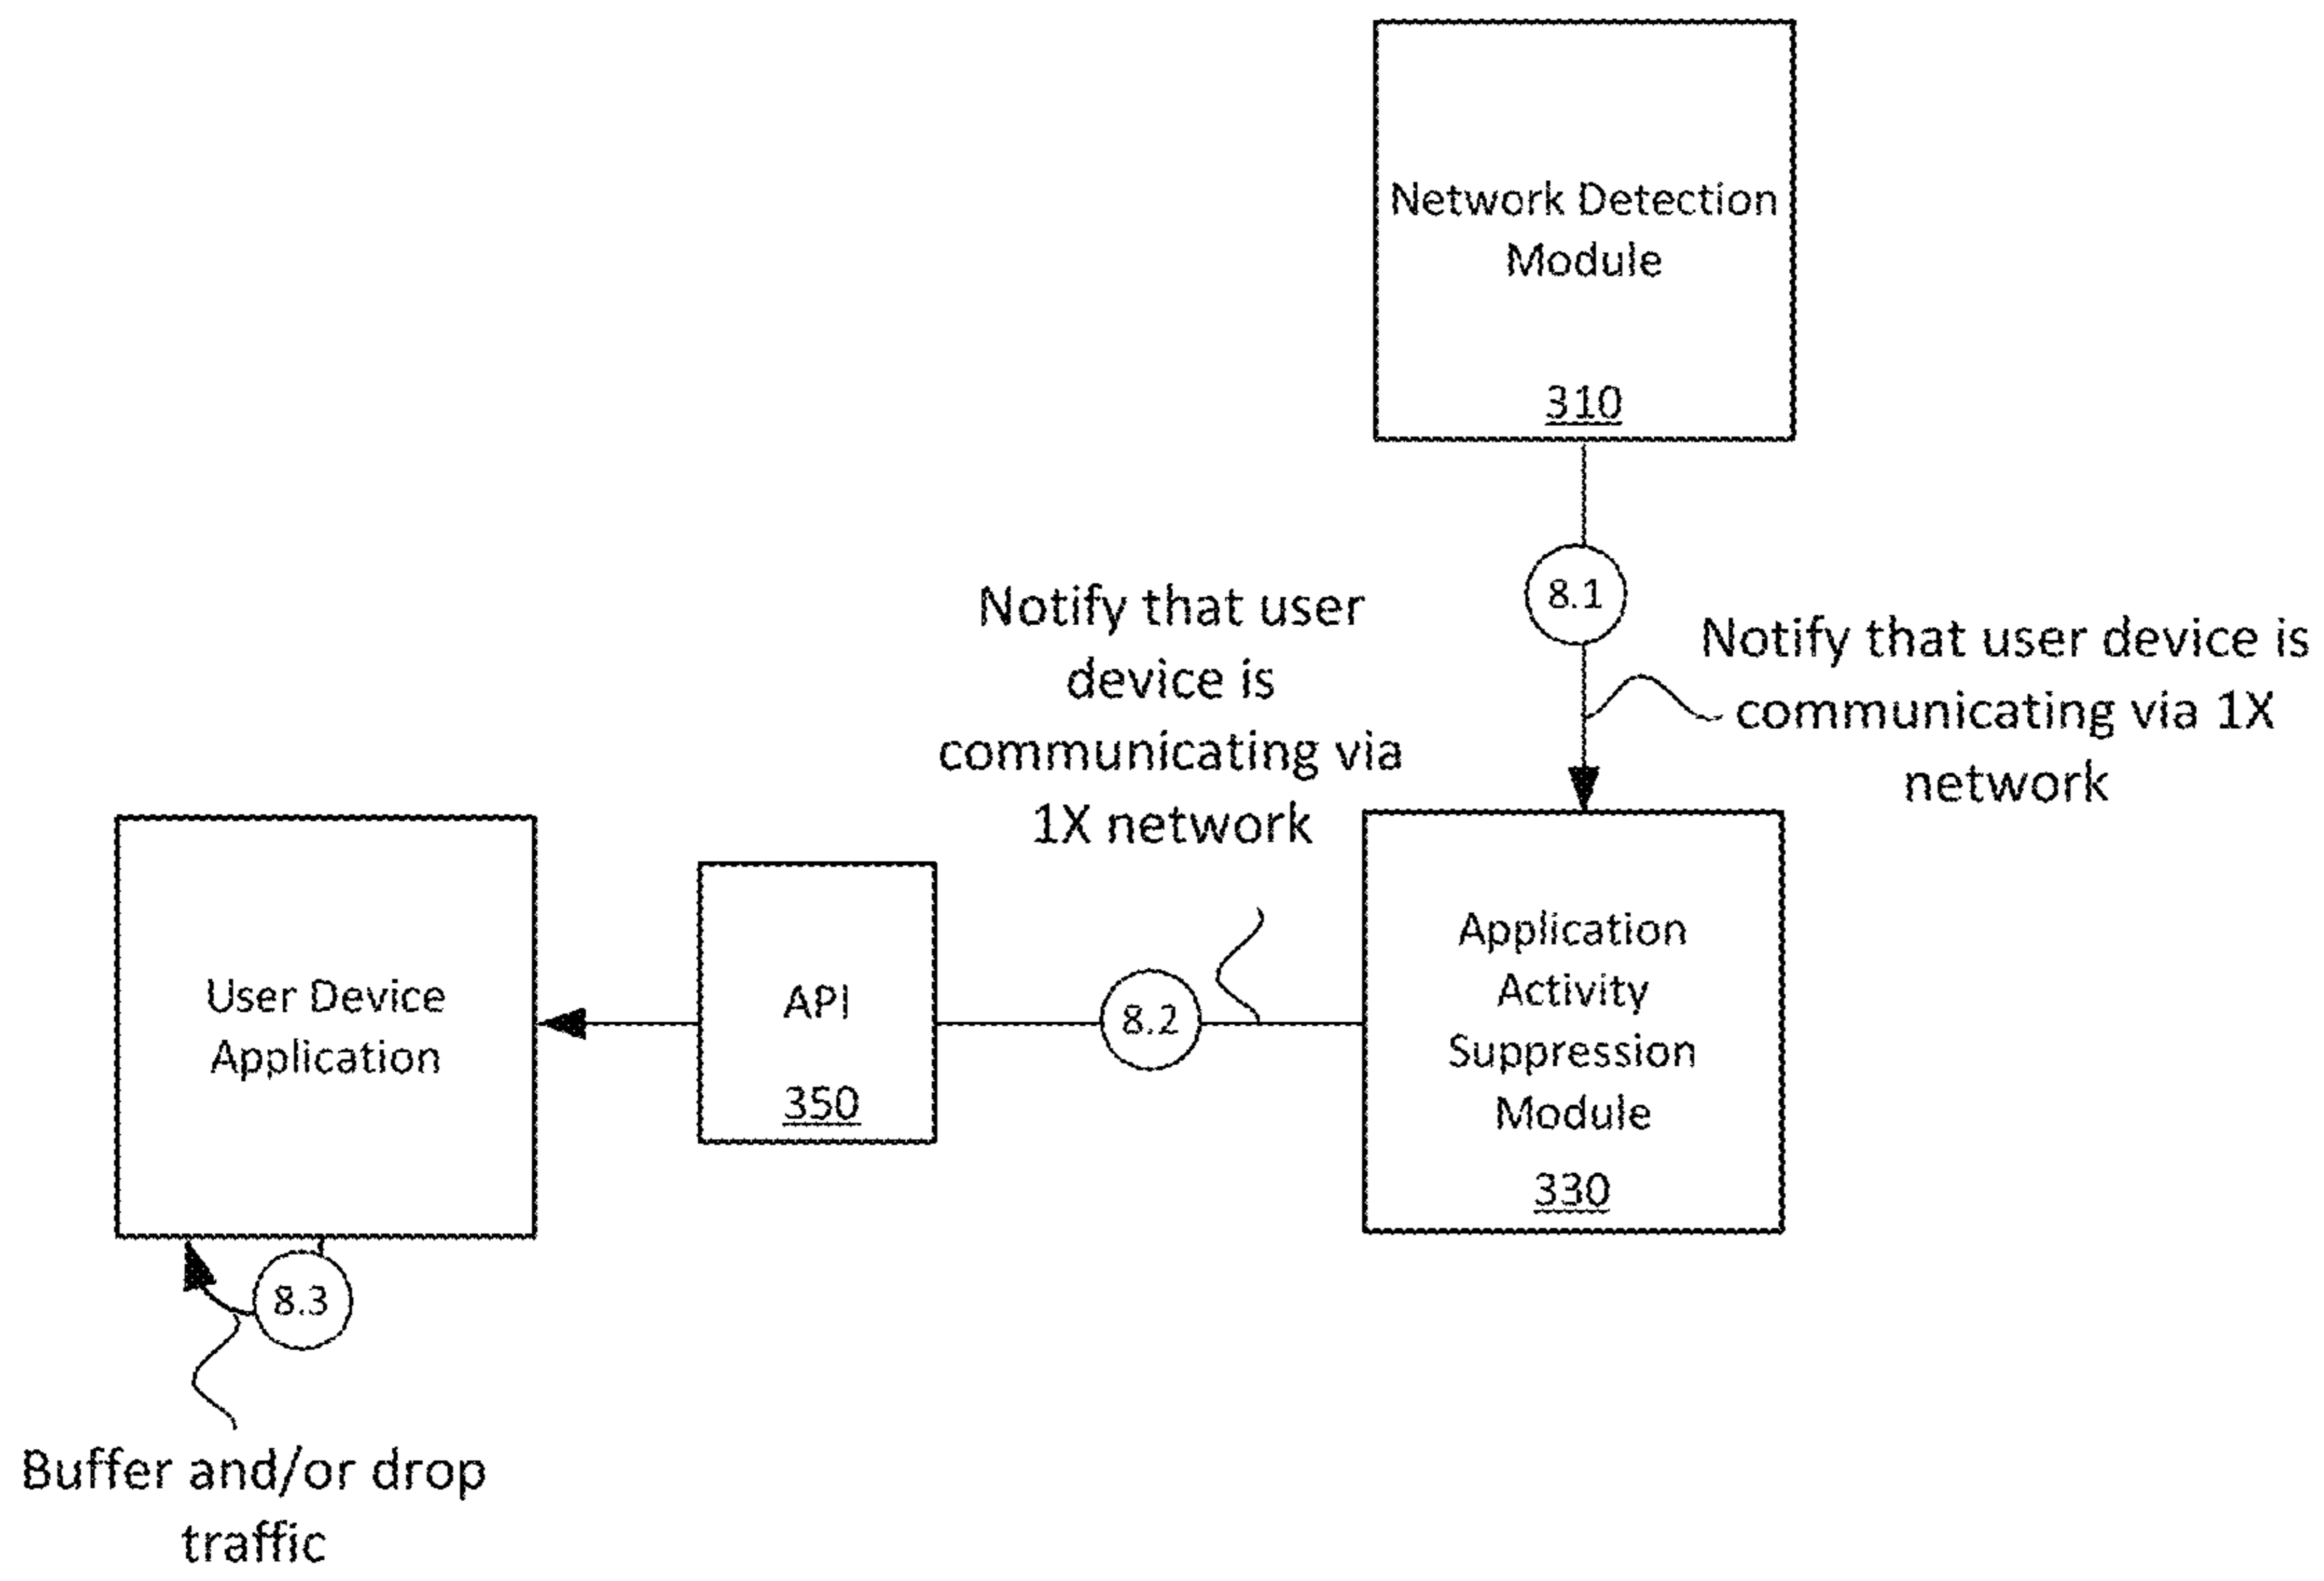 Network Detection
Module
310
8.1
Notify that user device is
communicating via 1X
network
Notify that user
device is
communicating via
1X network
Application
Activity
Suppression
Module
330
8.2
API
350
User Device
Application
8.3
Buffer and/or drop
traffic